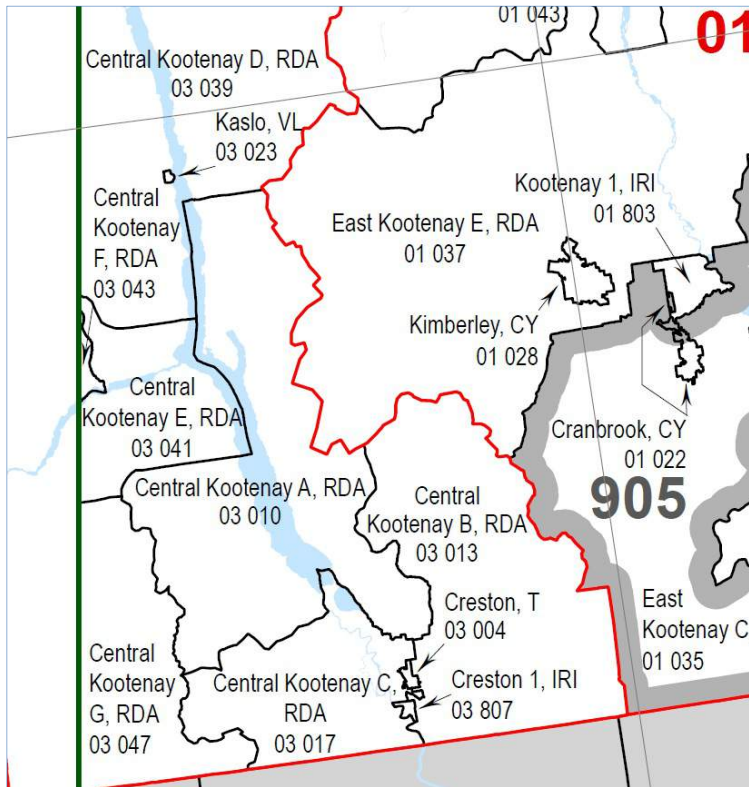 01 043
01
Central Kootenay D, RDA
03 039
Kaslo, VL
03 023
Central
Kootenay
F, RDA
03 043
Kootenay 1, IRI
01 803
East Kootenay E, RDA
01 037
Kimberley, CY
01 028
Central
Kootenay E, RDA
03 041
Cranbrook, CY
01 022
905
Central Kootenay A, RDA
03 010
Central
Kootenay B, RDA
03 013
Creston, T
03 004
East
Kootenay C
01 035
Central
Kootenay
G, RDA
03 047
Central Kootenay C,
RDA
03 017
Creston 1, IRI
03 807